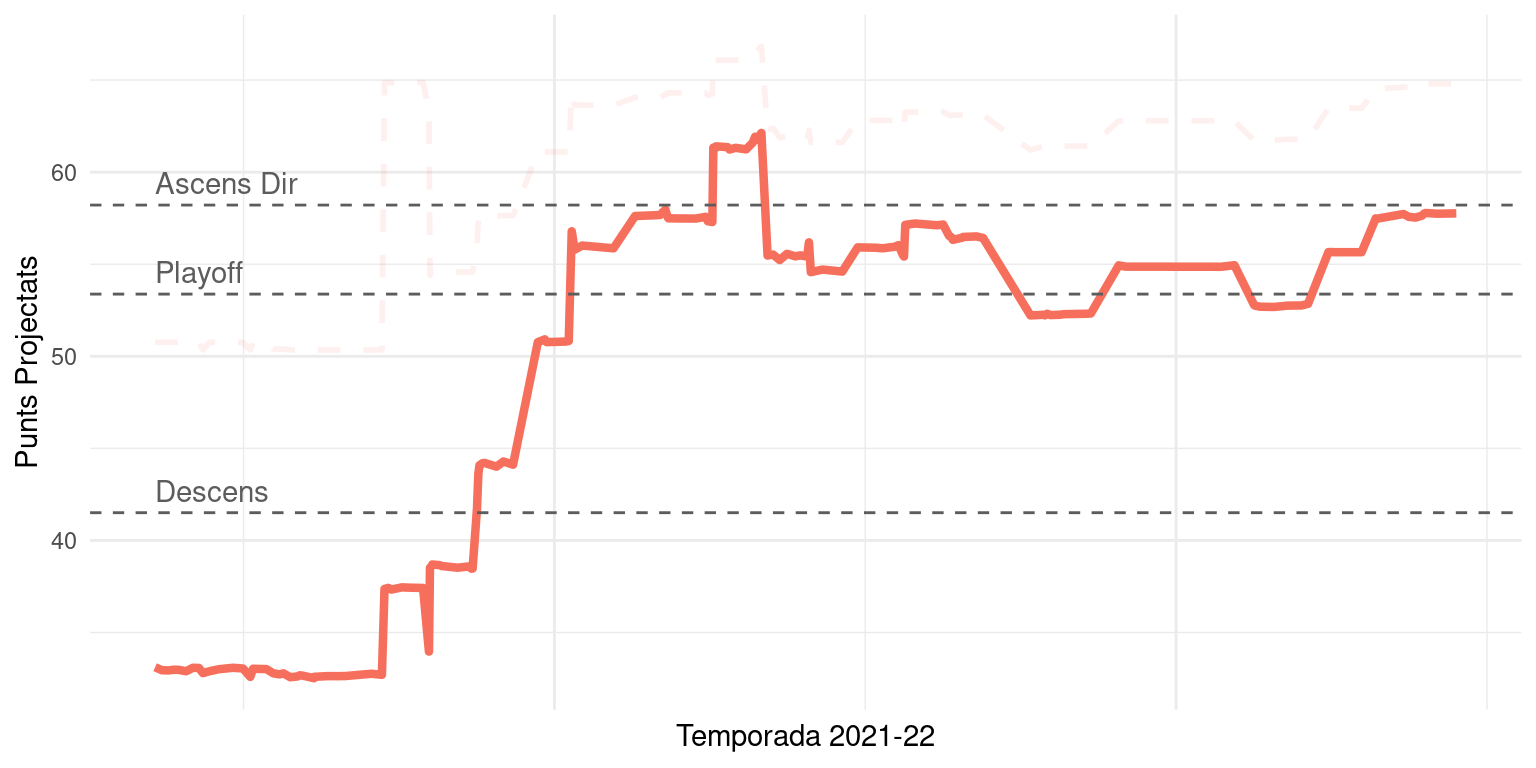 60
Ascens Dir
Playoff
50
Descens
40
Punts Projectats
Temporada 2021-22